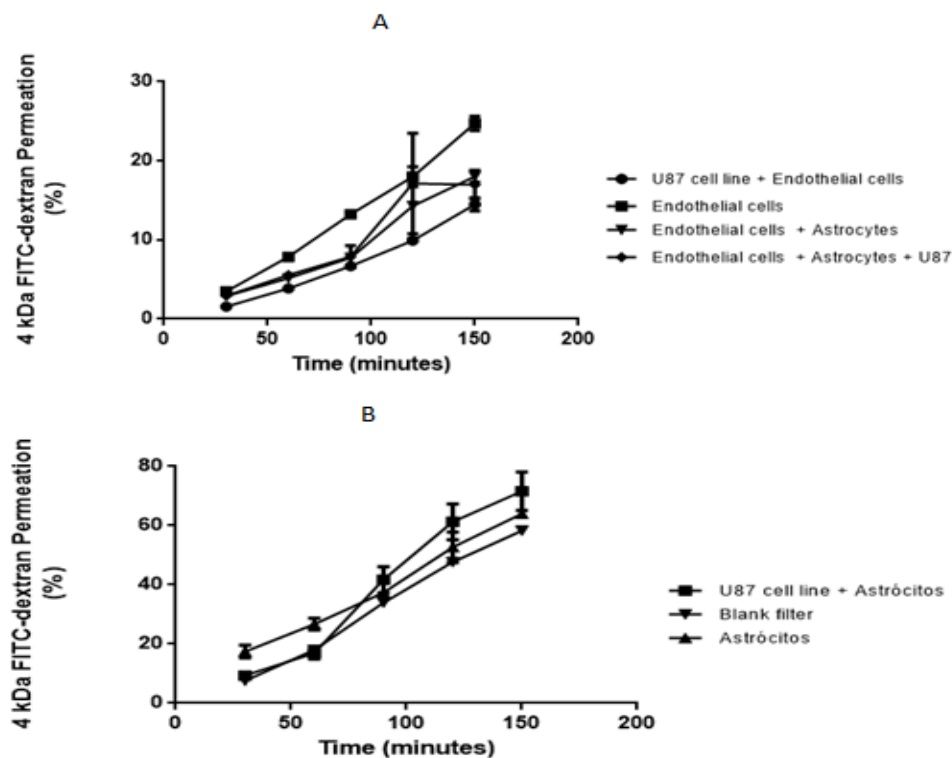 A
4 kDa FITC-dextran Permeation
(%)
30
20
10
0
0 50 100 150 200
Time (minutes)
U87 cell line + Endothelial cells
Endothelial cells
Endothelial cells + Astrocytes
Endothelial cells + Astrocytes + U87
B
4 kDa FITC-dextran Permeation
(%)
80
60
40
20
0
0 50 100 150 200
Time (minutes)
U87 cell line + Astrócitos
Blank filter
Astrócitos